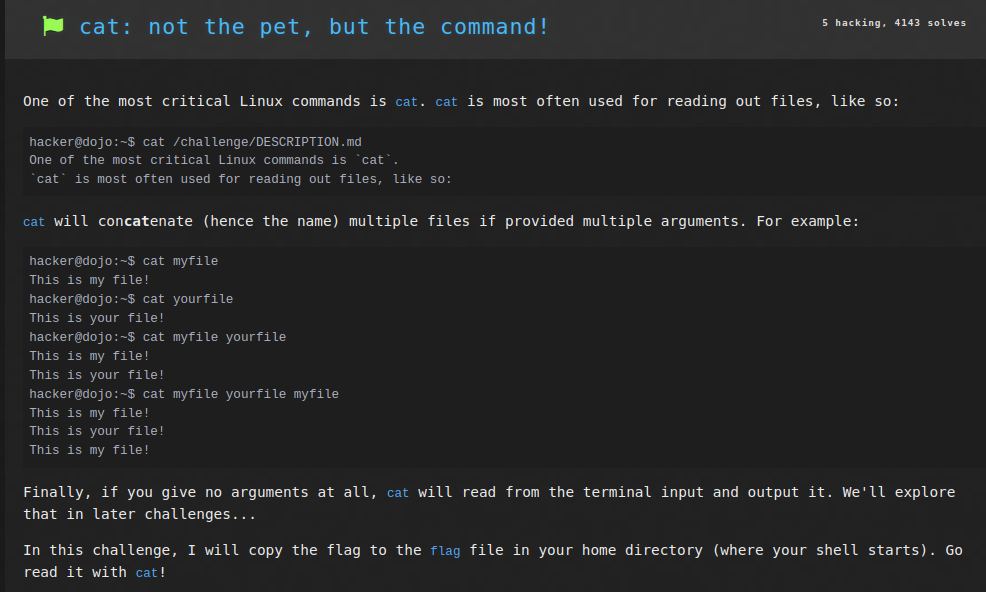 cat: not the pet, but the command!
5 hacking, 4143 solves
One of the most critical Linux commands is cat. cat is most often used for reading out files, like so:
hacker@dojo:~$ cat /challenge/DESCRIPTION.md
One of the most critical Linux commands is `cat`.
`cat` is most often used for reading out files, like so:
cat will concatenate (hence the name) multiple files if provided multiple arguments. For example:
hacker@dojo:~$ cat myfile
This is my file!
hacker@dojo:~$ cat yourfile
This is your file!
hacker@dojo:~$ cat myfile yourfile
This is my file!
This is your file!
hacker@dojo:~$ cat myfile yourfile myfile
This is my file!
This is your file!
This is my file!
Finally, if you give no arguments at all, cat will read from the terminal input and output it. We'll explore
that in later challenges...
In this challenge, I will copy the flag to the flag file in your home directory (where your shell starts). Go
read it with cat!